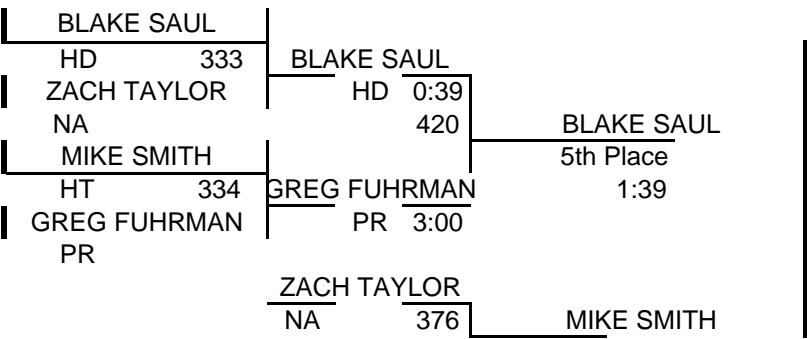 BLAKE SAUL
HD 333 BLAKE SAUL
ZACH TAYLOR HD 0:39
NA 420 BLAKE SAUL
MIKE SMITH 5th Place
HT 334 GREG FUHRMAN 1:39
GREG FUHRMAN PR 3:00
PR
ZACH TAYLOR
NA 376 MIKE SMITH